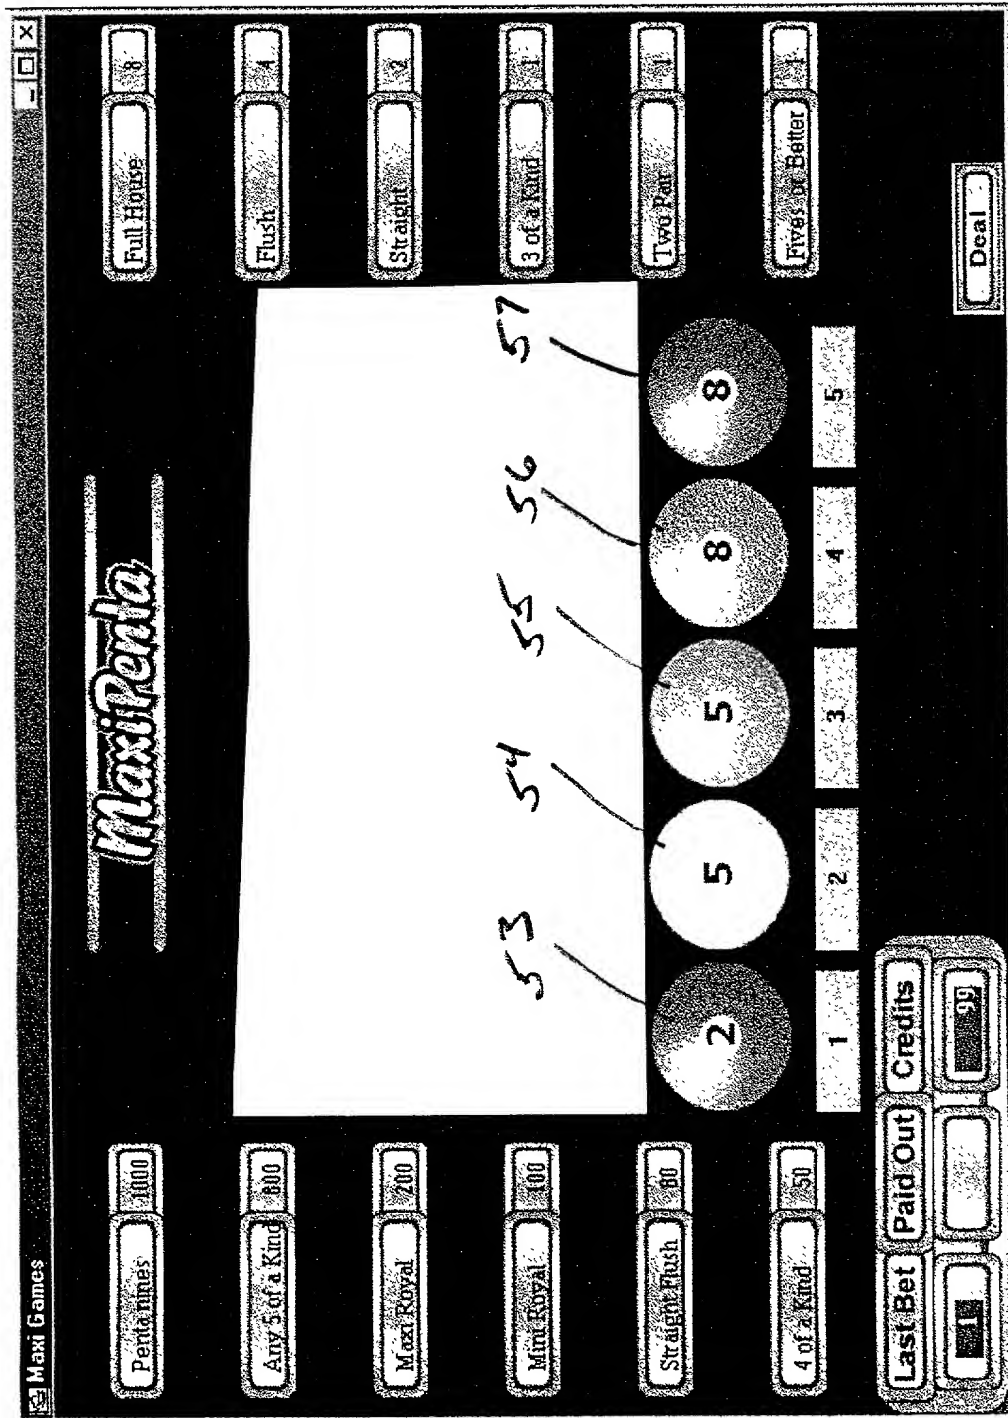 Maxi Games
MaxiPenta
Penta nines 1000
Any 5 of a Kind 800
Maxi Royal 200
Mini Royal 100
Straight Flush 80
4 of a Kind 50
Full House 8
Flush 4
Straight 2
3 of a Kind 1
Two Pair 1
Fives or Better 1
53 54 55 56 57
2 5 5 8 8
1 2 3 4 5
Last Bet Paid Out Credits
1 99
Deal